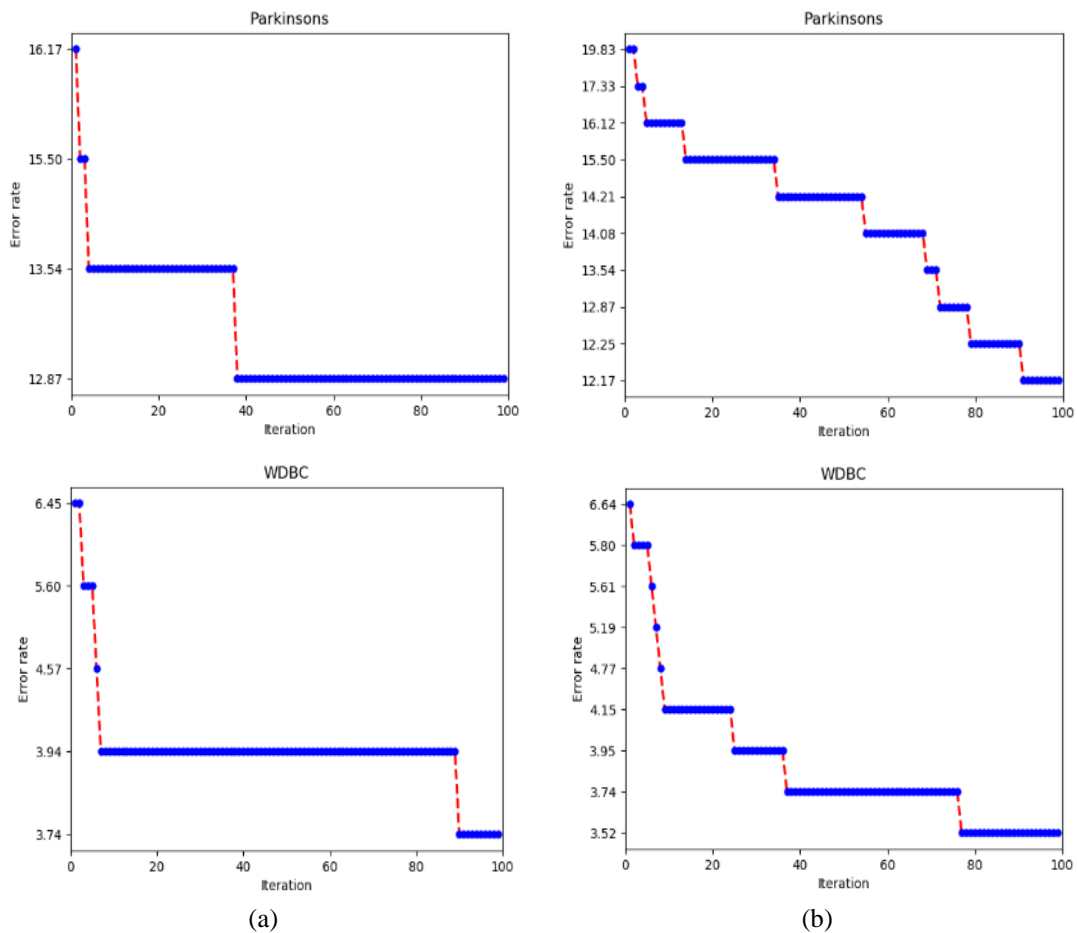 Parkinsons
16.17
15.50
13.54
12.87
Error rate
0 20 40 60 80 100
Iteration
Parkinsons
19.83
17.33
16.12
15.50
14.21
14.08
13.54
12.87
12.25
12.17
Error rate
0 20 40 60 80 100
Iteration
WDBC
6.45
5.60
4.57
3.94
3.74
Error rate
0 20 40 60 80 100
Iteration
WDBC
6.64
5.80
5.61
5.19
4.77
4.15
3.95
3.74
3.52
Error rate
0 20 40 60 80 100
Iteration
(a)
(b)